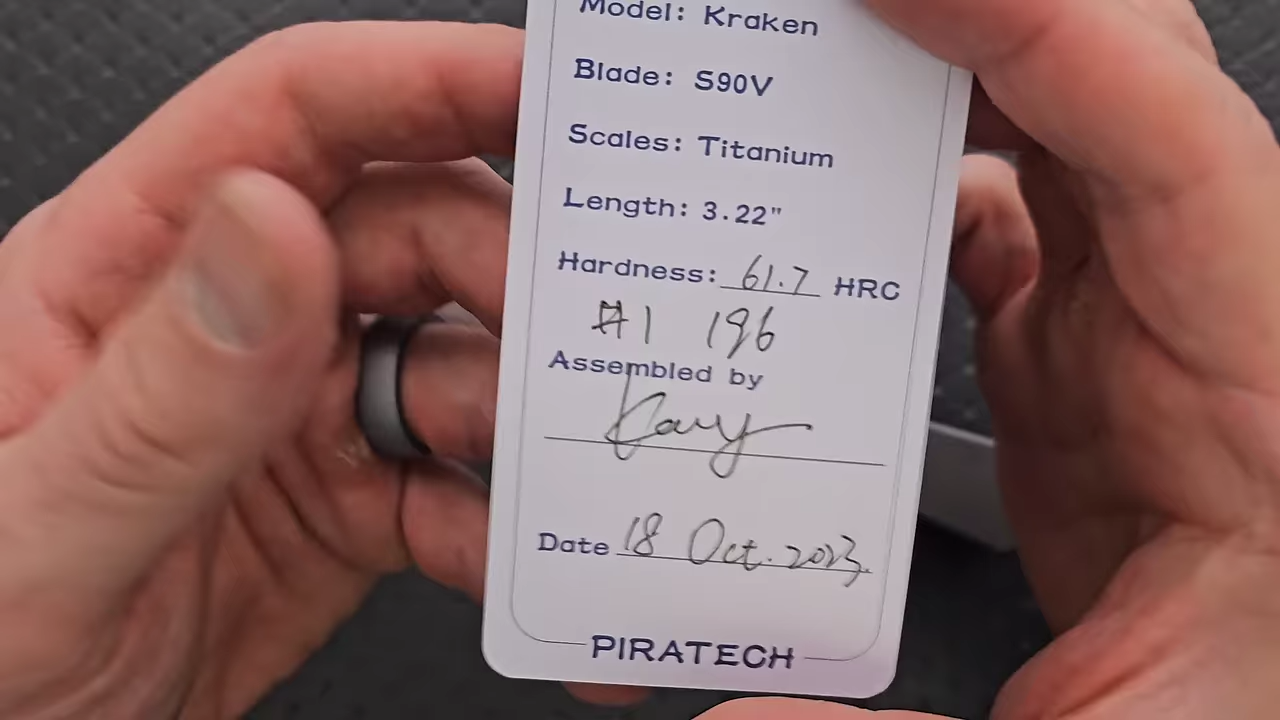 Model: Kraken
Blade: S90V
Scales: Titanium
Length: 3.22"
Hardness: 61.7 HRC
#1 196
Assembled by
Kay
Date 18 Oct. 2023.
PIRATECH